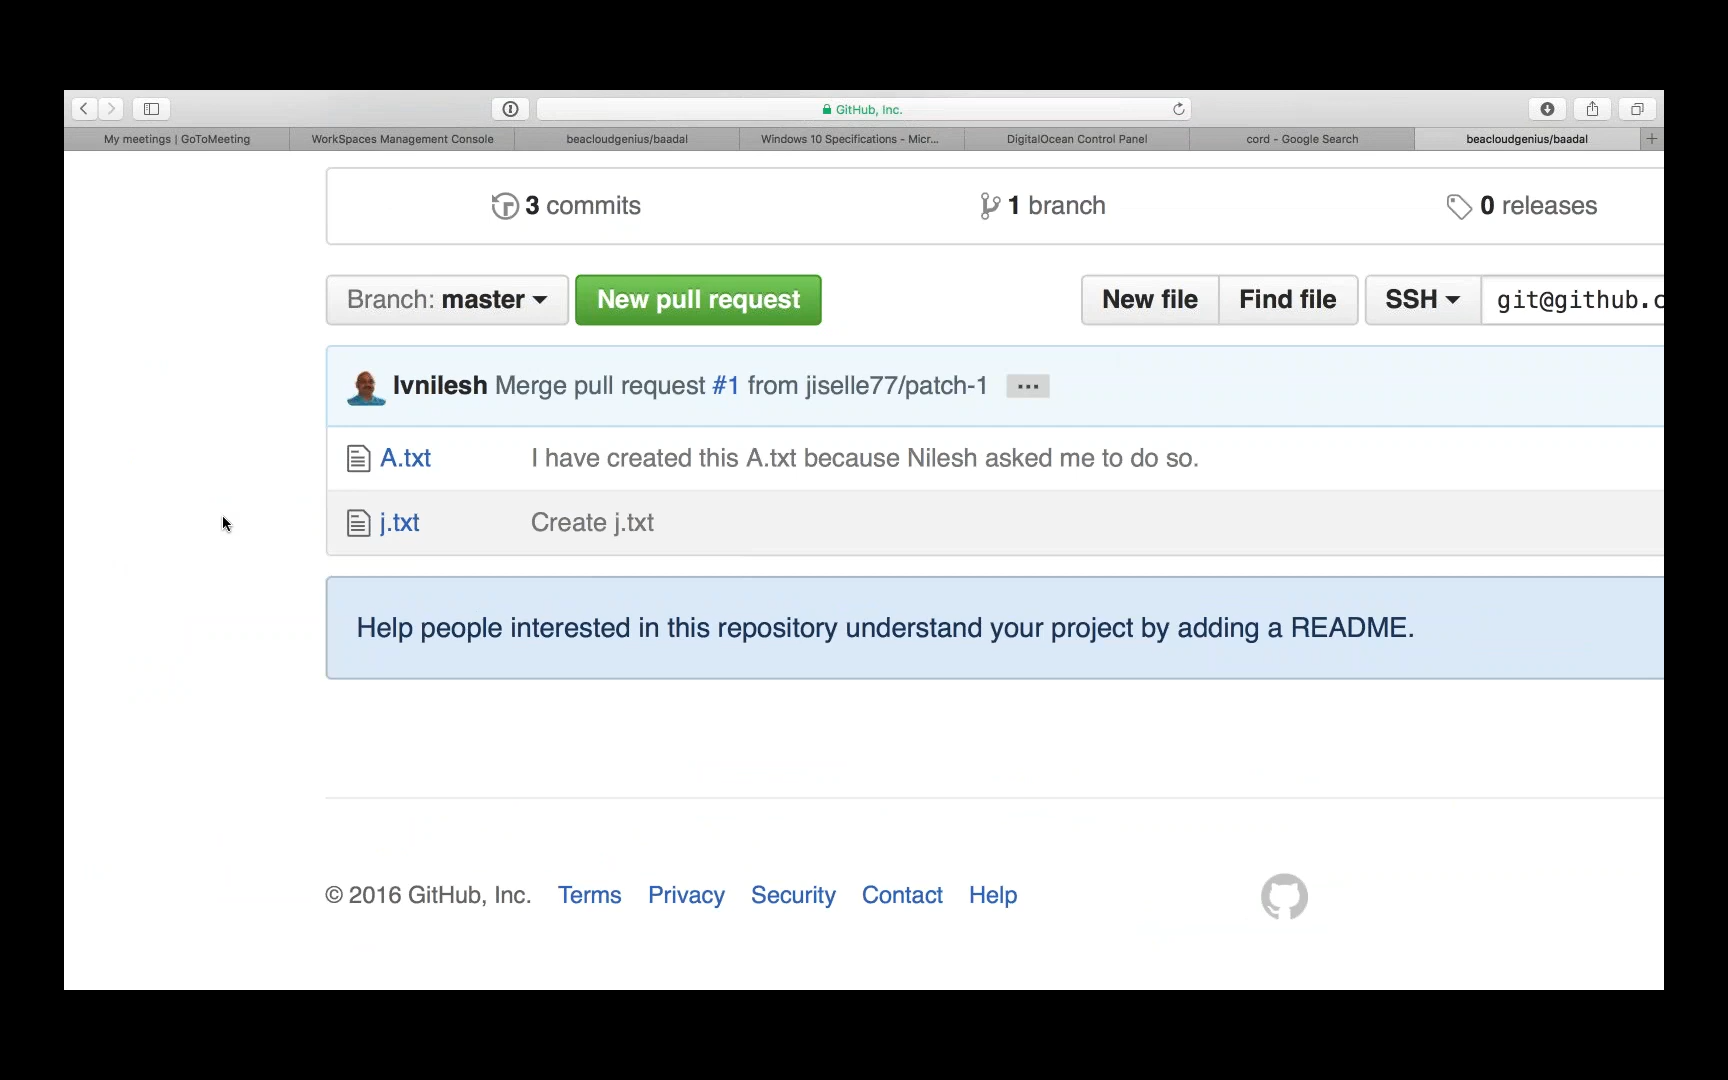 GitHub, Inc.
My meetings | GoToMeeting
WorkSpaces Management Console
beacloudgenius/baadal
Windows 10 Specifications - Micr...
DigitalOcean Control Panel
cord - Google Search
beacloudgenius/baadal
3 commits
1 branch
0 releases
Branch: master
New pull request
New file
Find file
SSH
git@github.c
lvnilesh Merge pull request #1 from jiselle77/patch-1 ...
A.txt I have created this A.txt because Nilesh asked me to do so.
j.txt Create j.txt
Help people interested in this repository understand your project by adding a README.
© 2016 GitHub, Inc. Terms Privacy Security Contact Help